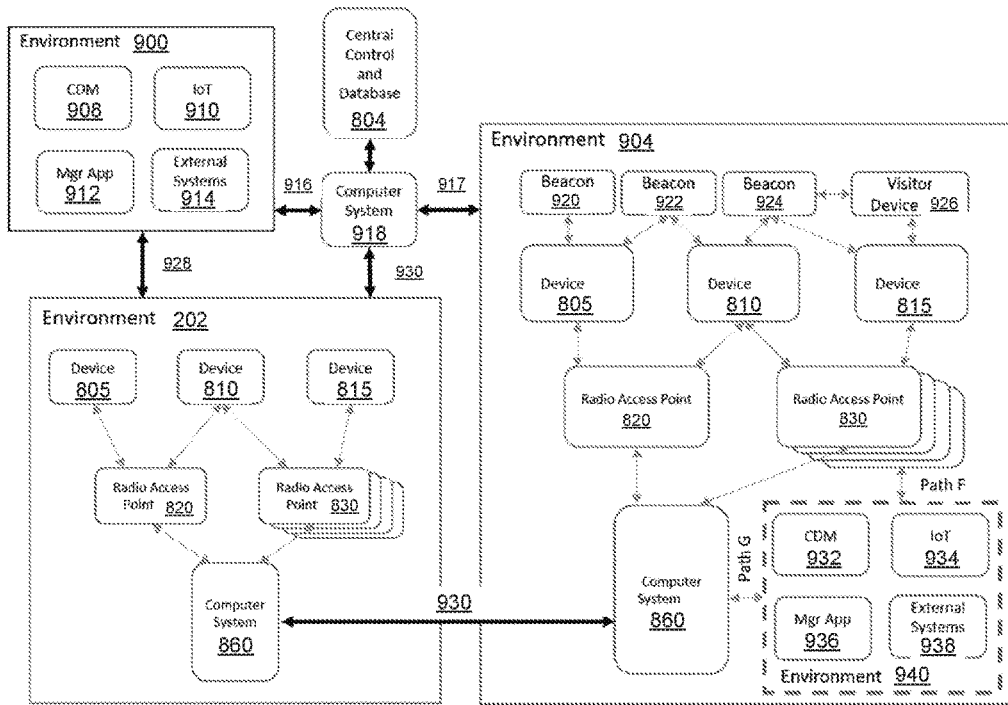 Environment 900
CDM
908
IoT
910
Mgr App
912
External
Systems
914
Central
Control
and
Database
804
916
Computer
System
918
917
928
930
Environment 202
Device
805
Device
810
Device
815
Radio Access
Point 820
Radio Access
Point 830
Computer
System
860
930
Environment 904
Beacon
920
Beacon
922
Beacon
924
Visitor
Device
926
Device
805
Device
810
Device
815
Radio Access Point
820
Radio Access Point
830
Path F
Computer
System
860
Path G
CDM
932
IoT
934
Mgr App
936
External
Systems
938
Environment 940